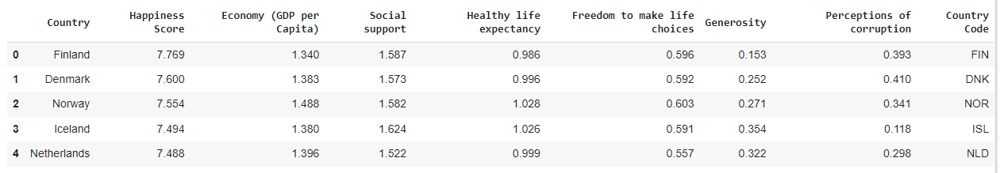 Country Happiness Score Economy (GDP per Capita) Social support Healthy life expectancy Freedom to make life choices Generosity Perceptions of corruption Country Code
0 Finland 7.769 1.340 1.587 0.986 0.596 0.153 0.393 FIN
1 Denmark 7.600 1.383 1.573 0.996 0.592 0.252 0.410 DNK
2 Norway 7.554 1.488 1.582 1.028 0.603 0.271 0.341 NOR
3 Iceland 7.494 1.380 1.624 1.026 0.591 0.354 0.118 ISL
4 Netherlands 7.488 1.396 1.522 0.999 0.557 0.322 0.298 NLD